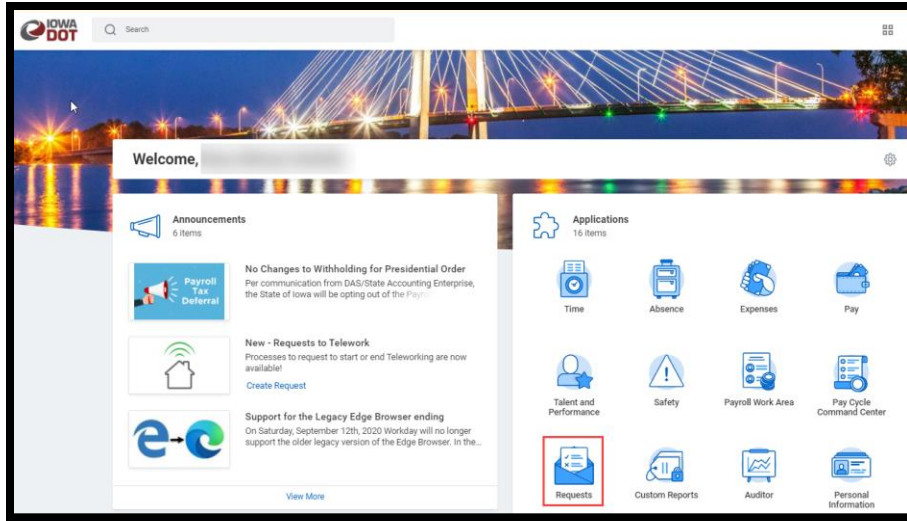 IOWA
DOT
Search
Welcome,
Announcements
6 items
Payroll
Tax
Deferral
No Changes to Withholding for Presidential Order
Per communication from DAS/State Accounting Enterprise,
the State of Iowa will be opting out of the
New - Requests to Telework
Processes to request to start or end Teleworking are now
available!
Create Request
Support for the Legacy Edge Browser ending
On Saturday, September 12th, 2020 Workday will no longer
support the older legacy version of the Edge Browser. In the...
View More
Applications
16 items
Time
Absence
Expenses
Pay
Talent and
Performance
Safety
Payroll Work Area
Pay Cycle
Command Center
Requests
Custom Reports
Auditor
Personal
Information